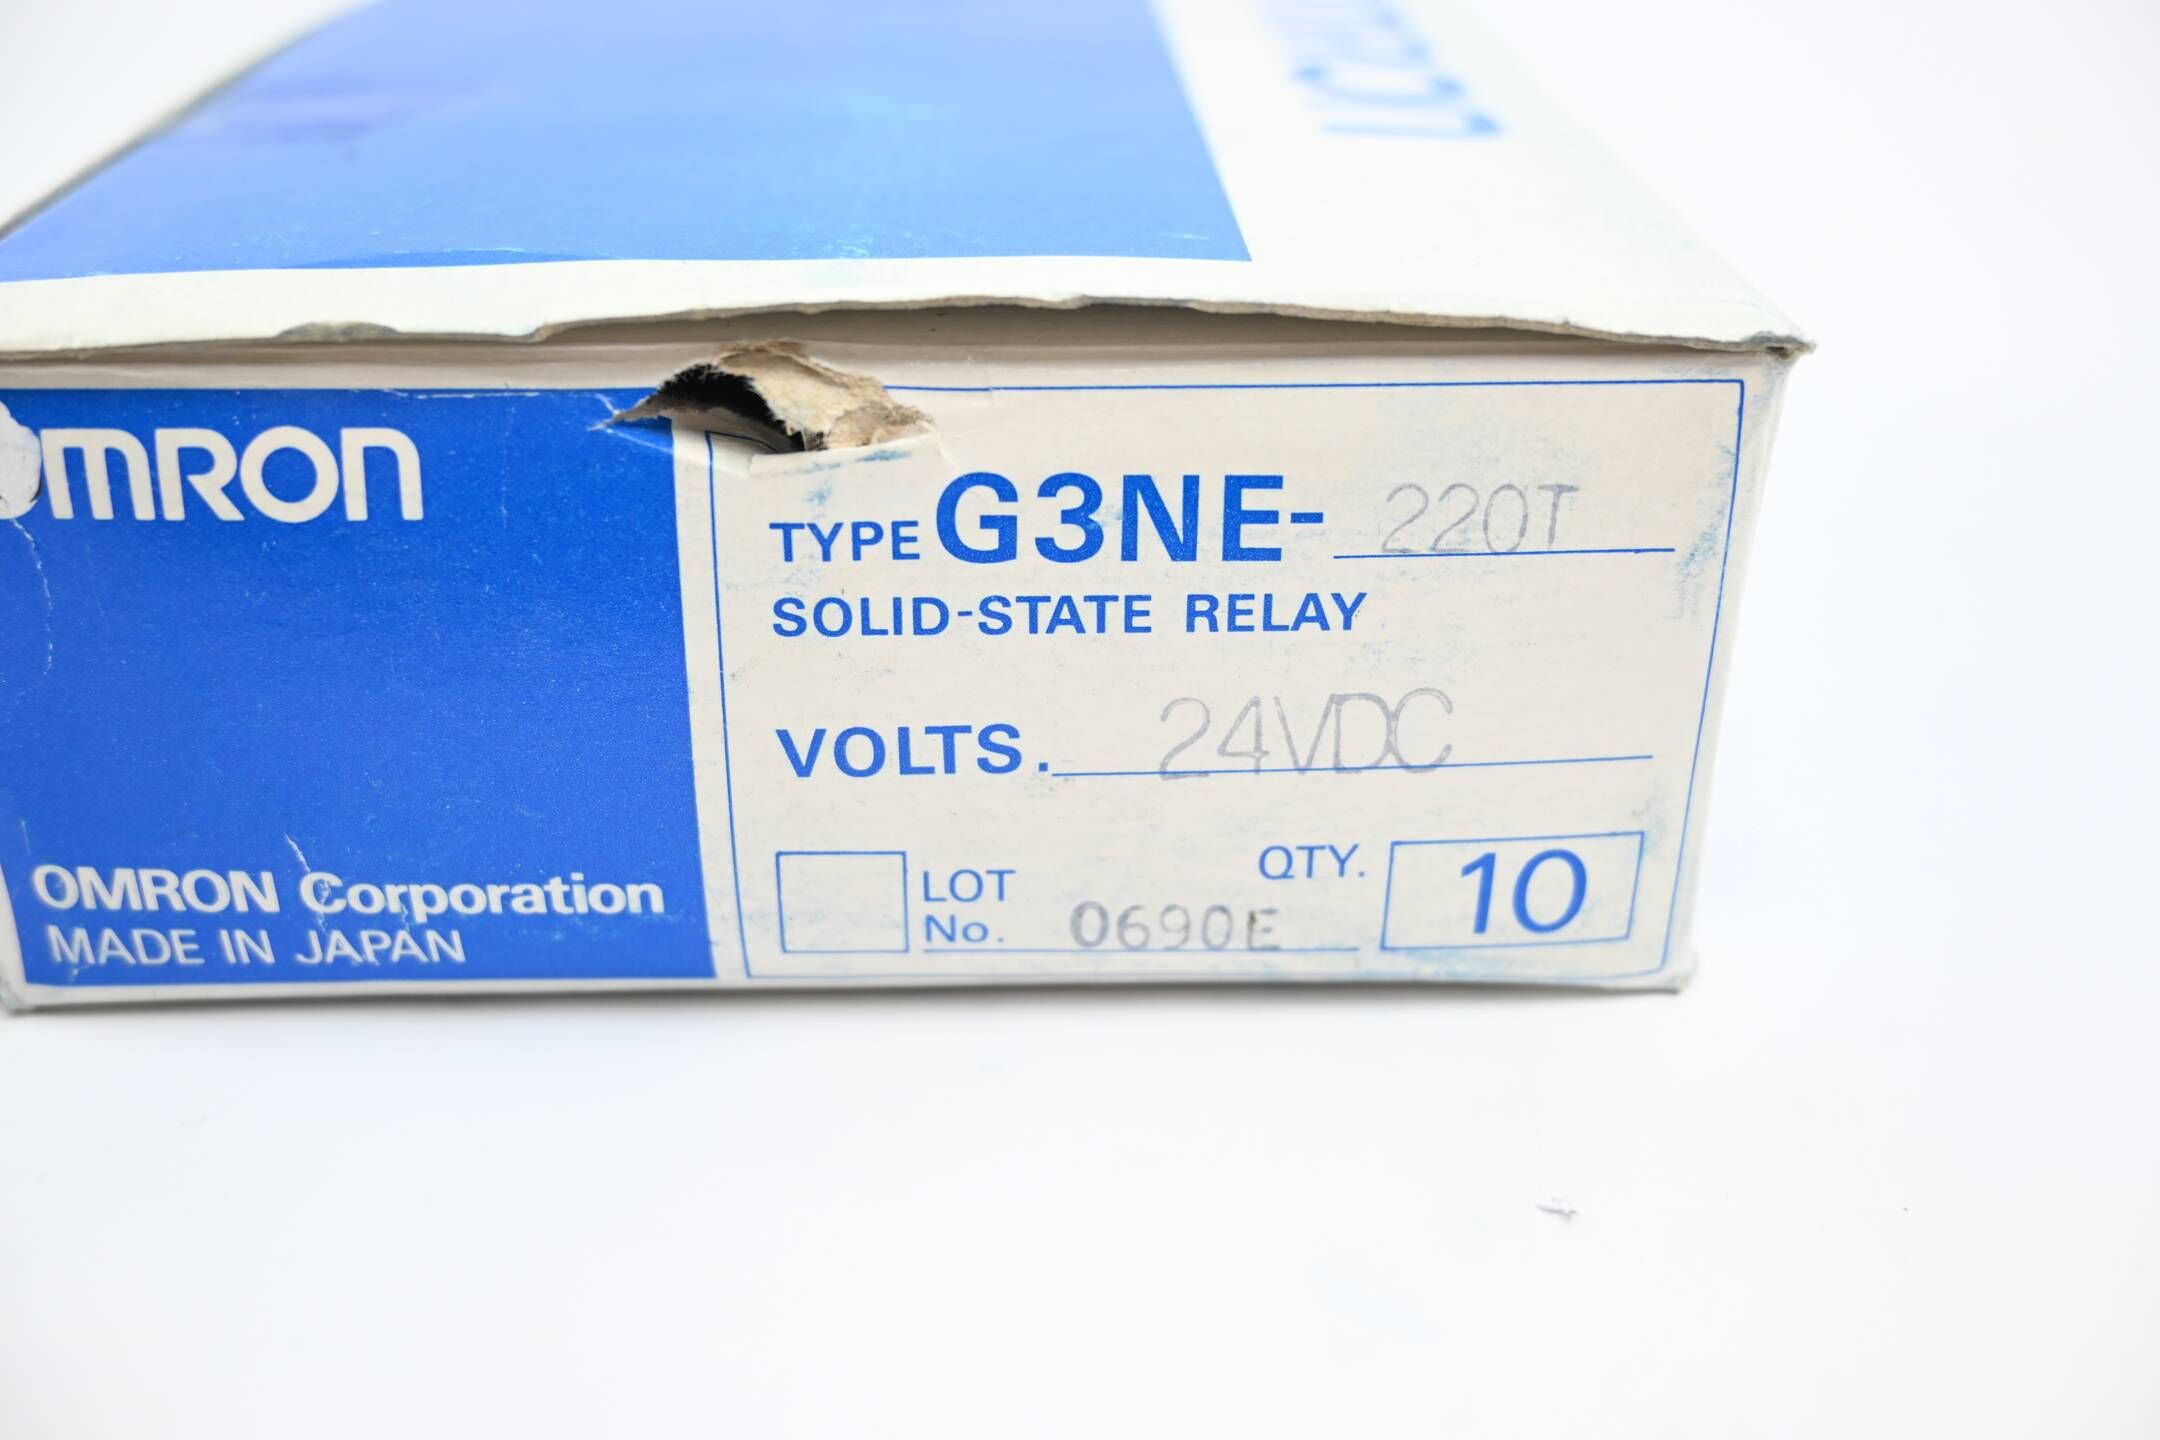 OMRON
TYPE G3NE- 220T
SOLID-STATE RELAY
VOLTS. 24VDC
OMRON Corporation
MADE IN JAPAN
LOT No. 0690E
QTY. 10